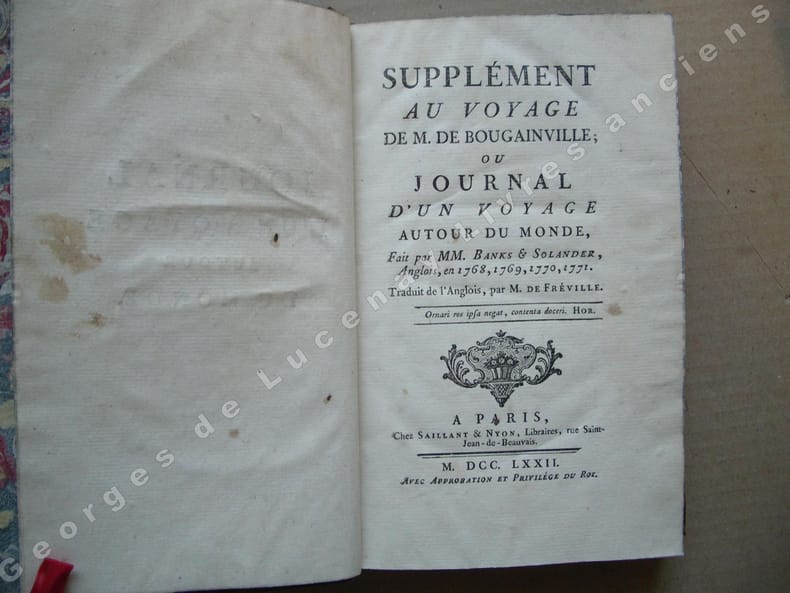 SUPPLÉMENT
AU VOYAGE
DE M. DE BOUGAINVILLE;
OU
JOURNAL
D'UN VOYAGE
AUTOUR DU MONDE,
Fait par MM. BANKS & SOLANDER,
Anglois, en 1768, 1769, 1770, 1771.
Traduit de l'Anglois, par M. DE FRÉVILLE.
Ornari res ipſa negat, contenta doceri. HOR.
A PARIS,
Chez SAILLANT & NYON, Libraires, rue Saint-
Jean-de-Beauvais.
M. DCC. LXXII.
AVEC APPROBATION ET PRIVILÉGE DU ROI.
Georges de Lucenay Livres anciens